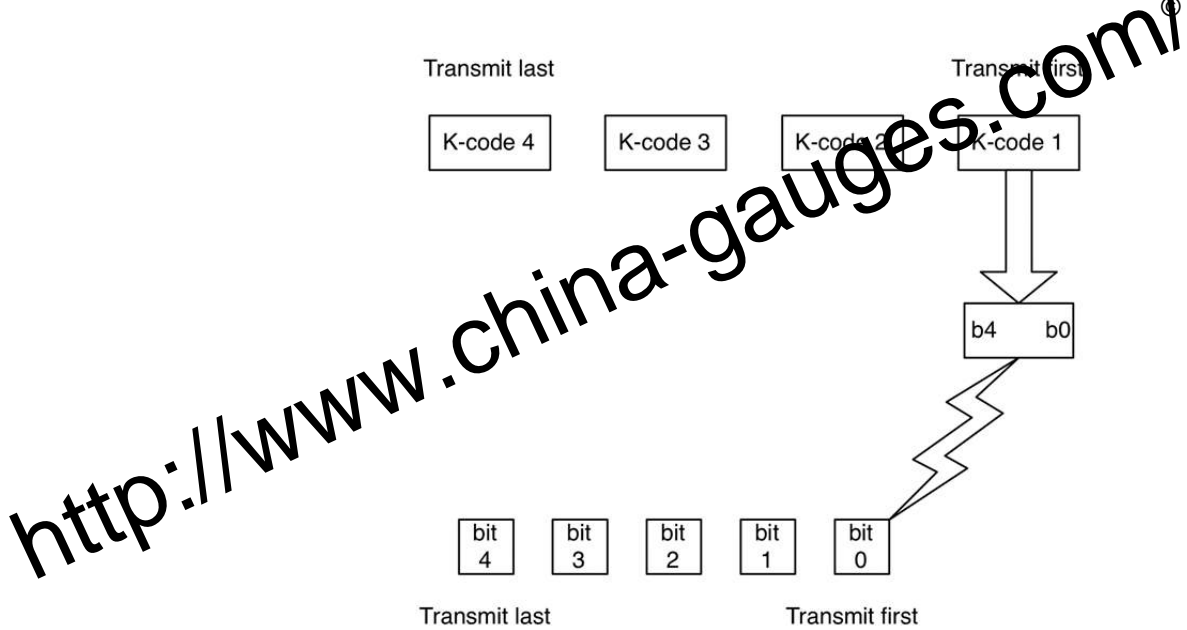 ©
Transmit last Transmit first
K-code 4 K-code 3 K-code 2 K-code 1
http://www.china-gauges.com/
b4 b0
bit bit bit bit bit
4 3 2 1 0
Transmit last Transmit first